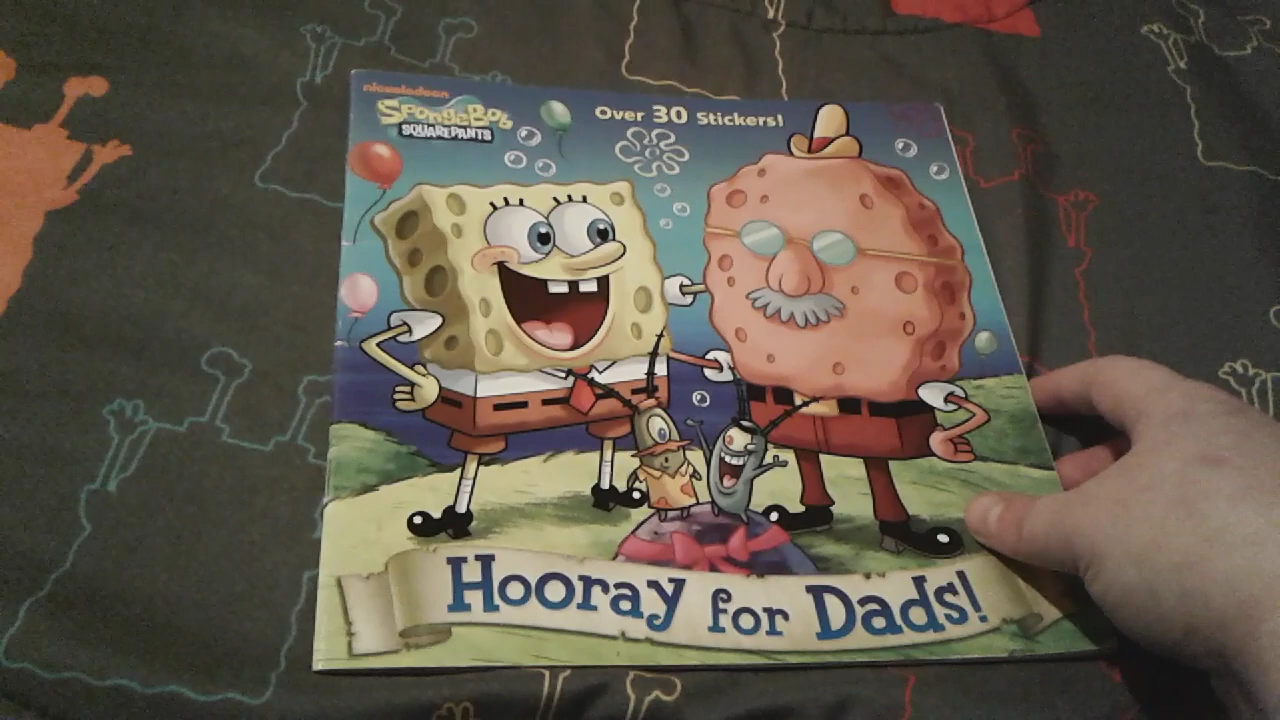 nickelodeon
SpongeBob
SQUAREPANTS
Over 30 Stickers!
Hooray for Dads!